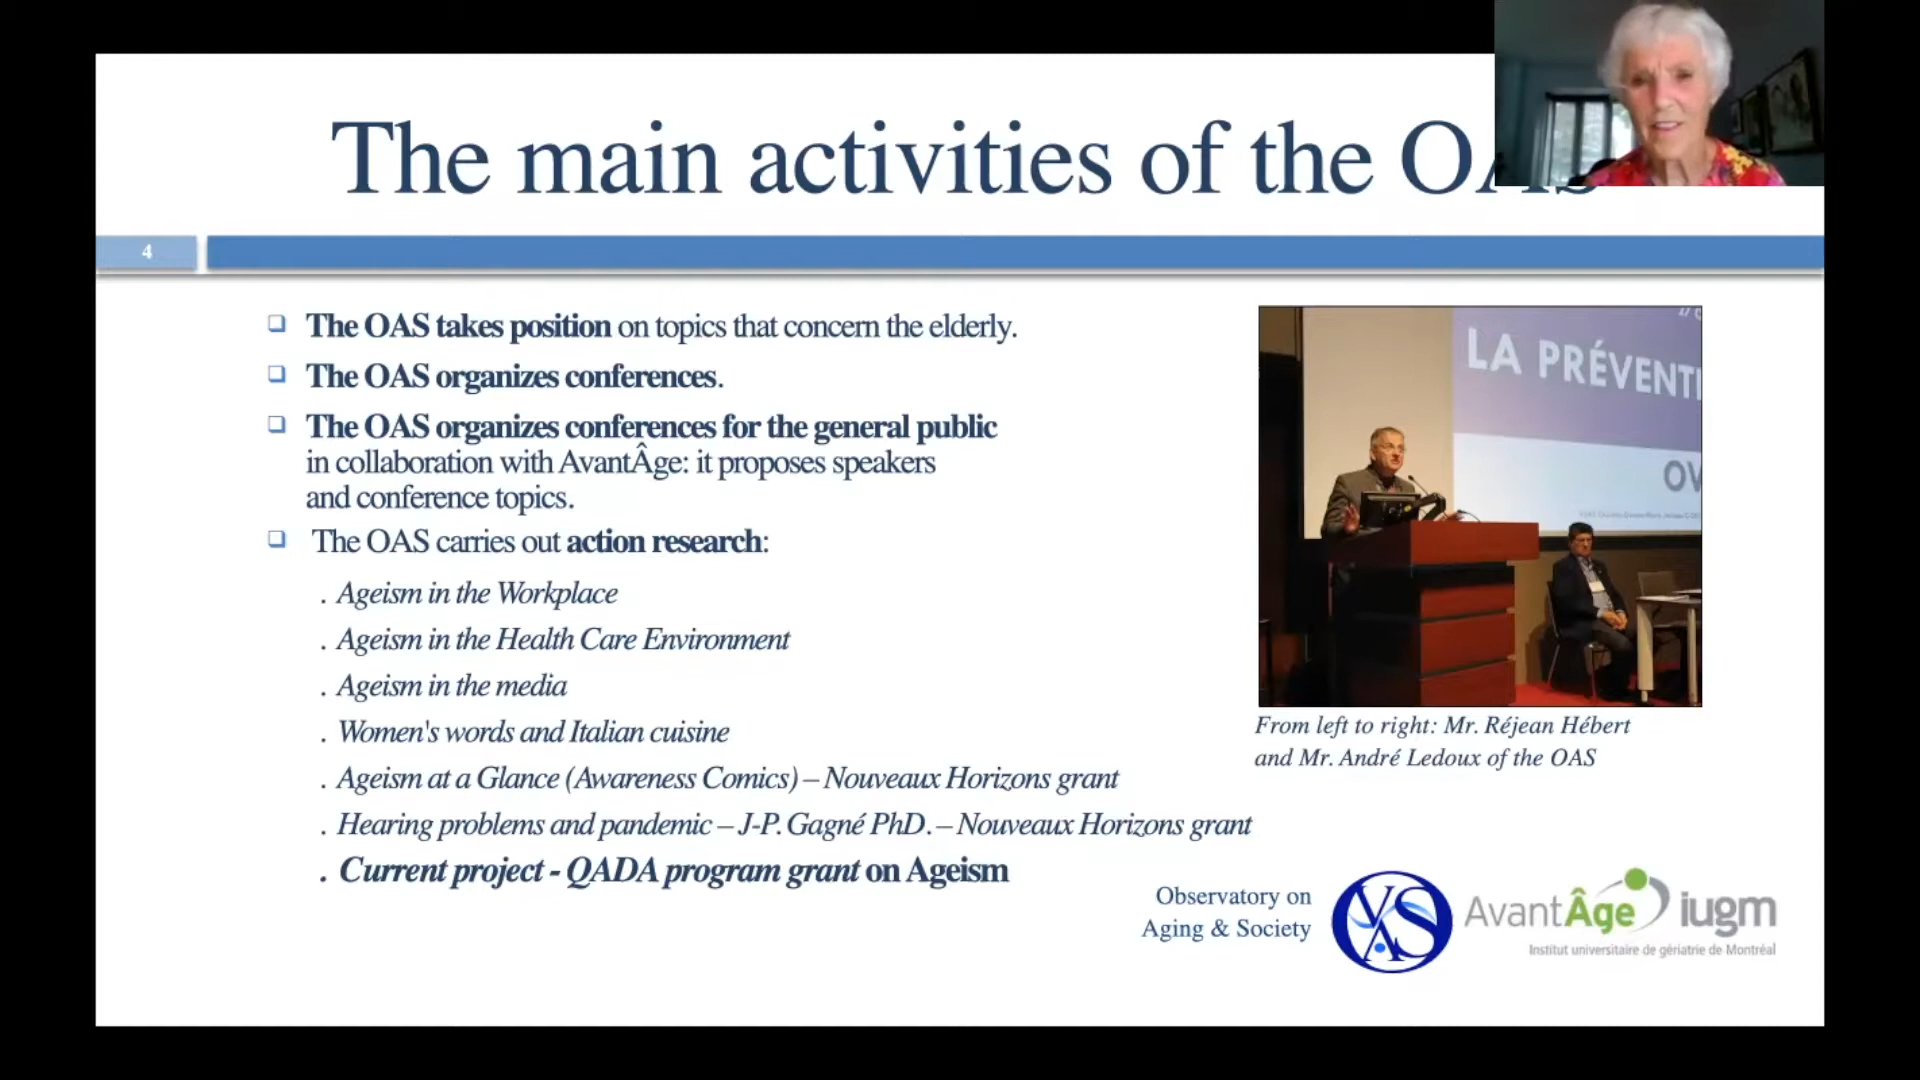 The main activities of the OAS
4
The OAS takes position on topics that concern the elderly.
The OAS organizes conferences.
The OAS organizes conferences for the general public
in collaboration with AvantÂge: it proposes speakers
and conference topics.
The OAS carries out action research:
. Ageism in the Workplace
. Ageism in the Health Care Environment
. Ageism in the media
. Women's words and Italian cuisine
. Ageism at a Glance (Awareness Comics) – Nouveaux Horizons grant
. Hearing problems and pandemic – J-P. Gagné PhD. – Nouveaux Horizons grant
. Current project - QADA program grant on Ageism
LA PRÉVENTI
OV
From left to right: Mr. Réjean Hébert
and Mr. André Ledoux of the OAS
Observatory on
Aging & Society
AvantÂge iugm
Institut universitaire de gériatrie de Montréal